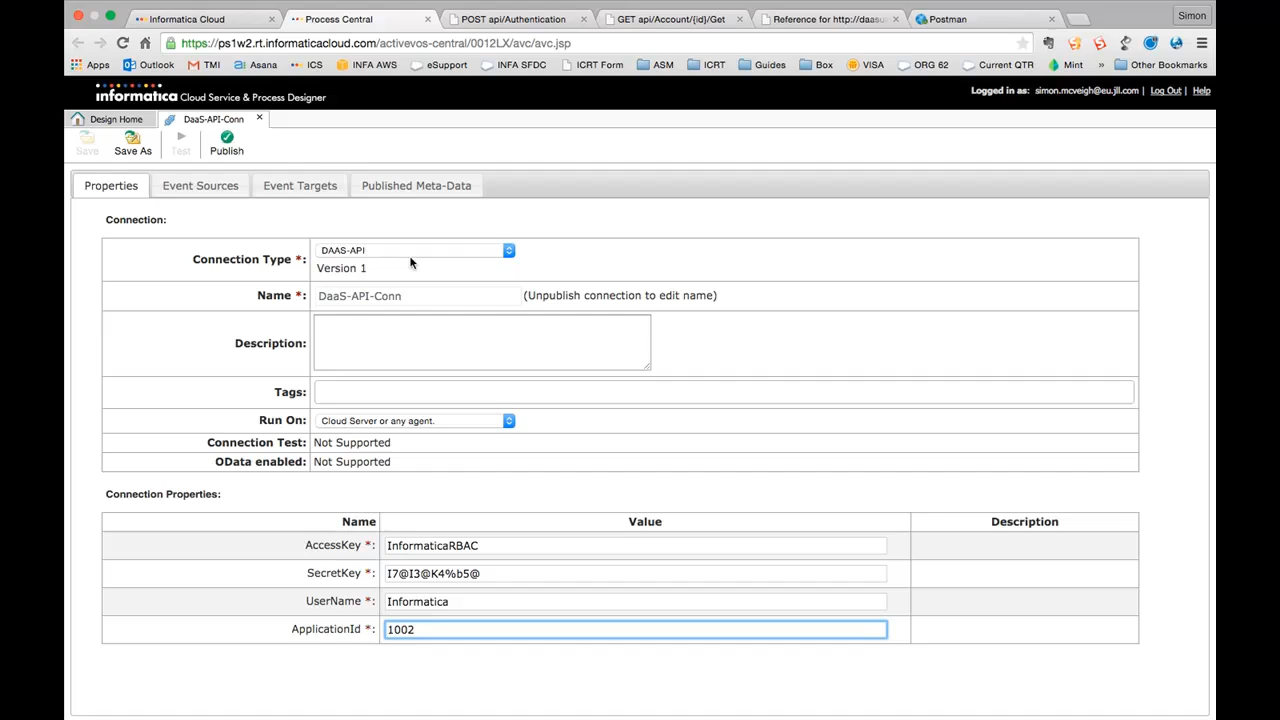 Informatica Cloud
Process Central
POST api/Authentication
GET api/Account/{id}/Get
Reference for http://daasu
Postman
Simon
https://ps1w2.rt.informaticacloud.com/activevos-central/0012LX/avc/avc.jsp
Apps
Outlook
TMI
Asana
ICS
INFA AWS
eSupport
INFA SFDC
ICRT Form
ASM
ICRT
Guides
Box
VISA
ORG 62
Current QTR
Mint
»
Other Bookmarks
informatica Cloud Service & Process Designer
Logged in as: simon.mcveigh@eu.jll.com | Log Out | Help
Design Home
DaaS-API-Conn
Save
Save As
Test
Publish
Properties
Event Sources
Event Targets
Published Meta-Data
Connection:
Connection Type *: DAAS-API
Version 1
Name *: DaaS-API-Conn (Unpublish connection to edit name)
Description:
Tags:
Run On: Cloud Server or any agent.
Connection Test: Not Supported
OData enabled: Not Supported
Connection Properties:
Name Value Description
AccessKey *: InformaticaRBAC
SecretKey *: I7@I3@K4%b5@
UserName *: Informatica
ApplicationId *: 1002